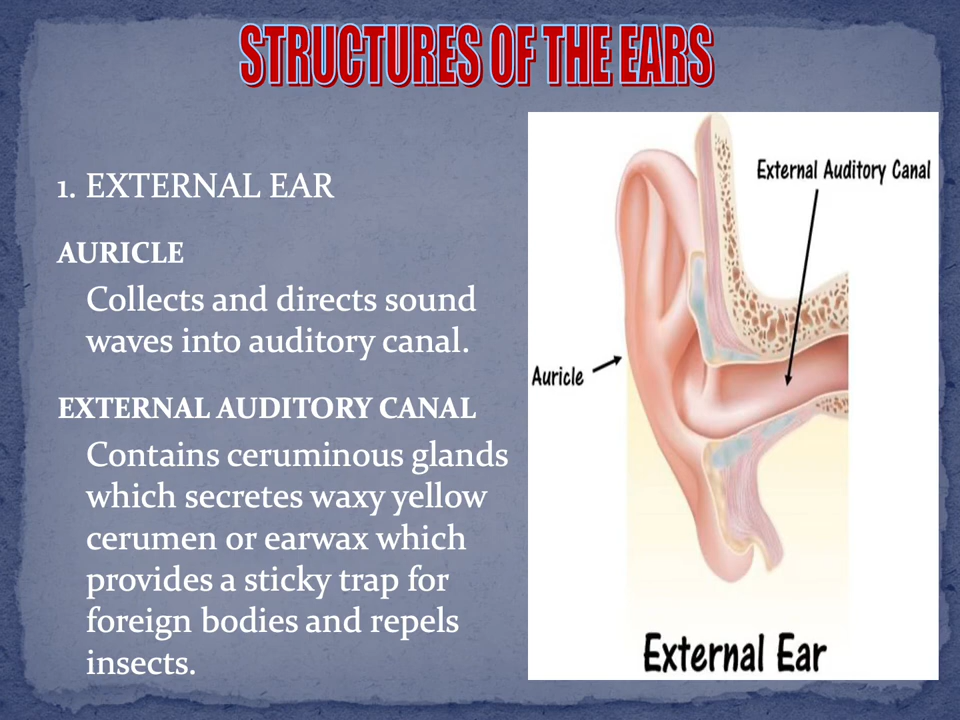 STRUCTURES OF THE EARS
1. EXTERNAL EAR
AURICLE
Collects and directs sound
waves into auditory canal.
EXTERNAL AUDITORY CANAL
Contains ceruminous glands
which secretes waxy yellow
cerumen or earwax which
provides a sticky trap for
foreign bodies and repels
insects.
External Auditory Canal
Auricle
External Ear